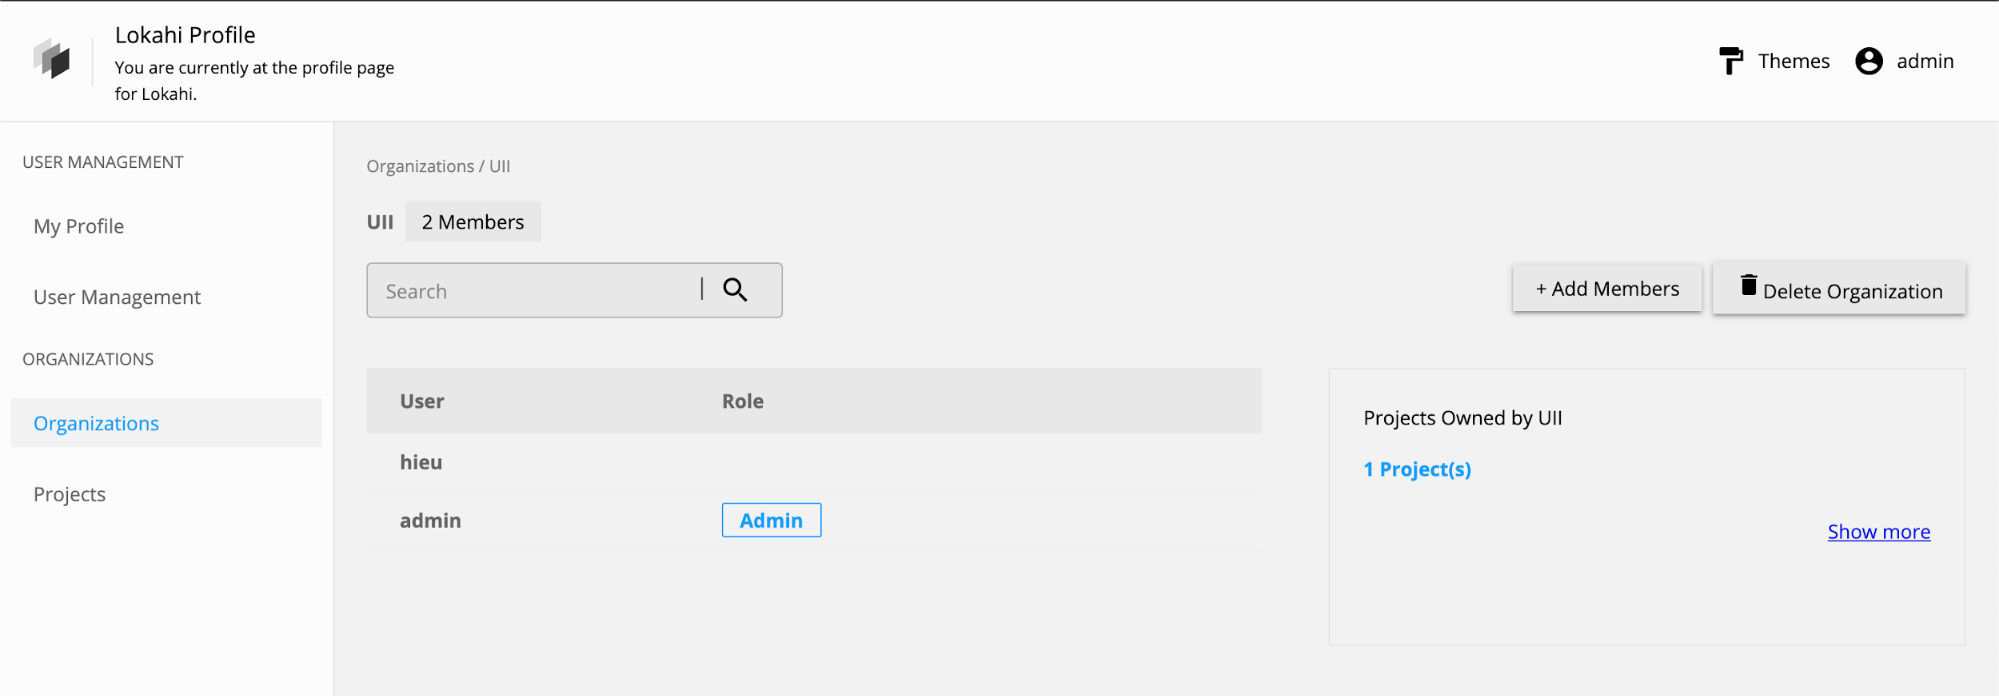 Lokahi Profile
You are currently at the profile page
for Lokahi.
Themes
admin
USER MANAGEMENT
My Profile
User Management
ORGANIZATIONS
Organizations
Projects
Organizations / UII
UII 2 Members
Search |
+ Add Members
Delete Organization
User Role
hieu
admin Admin
Projects Owned by UII
1 Project(s)
Show more